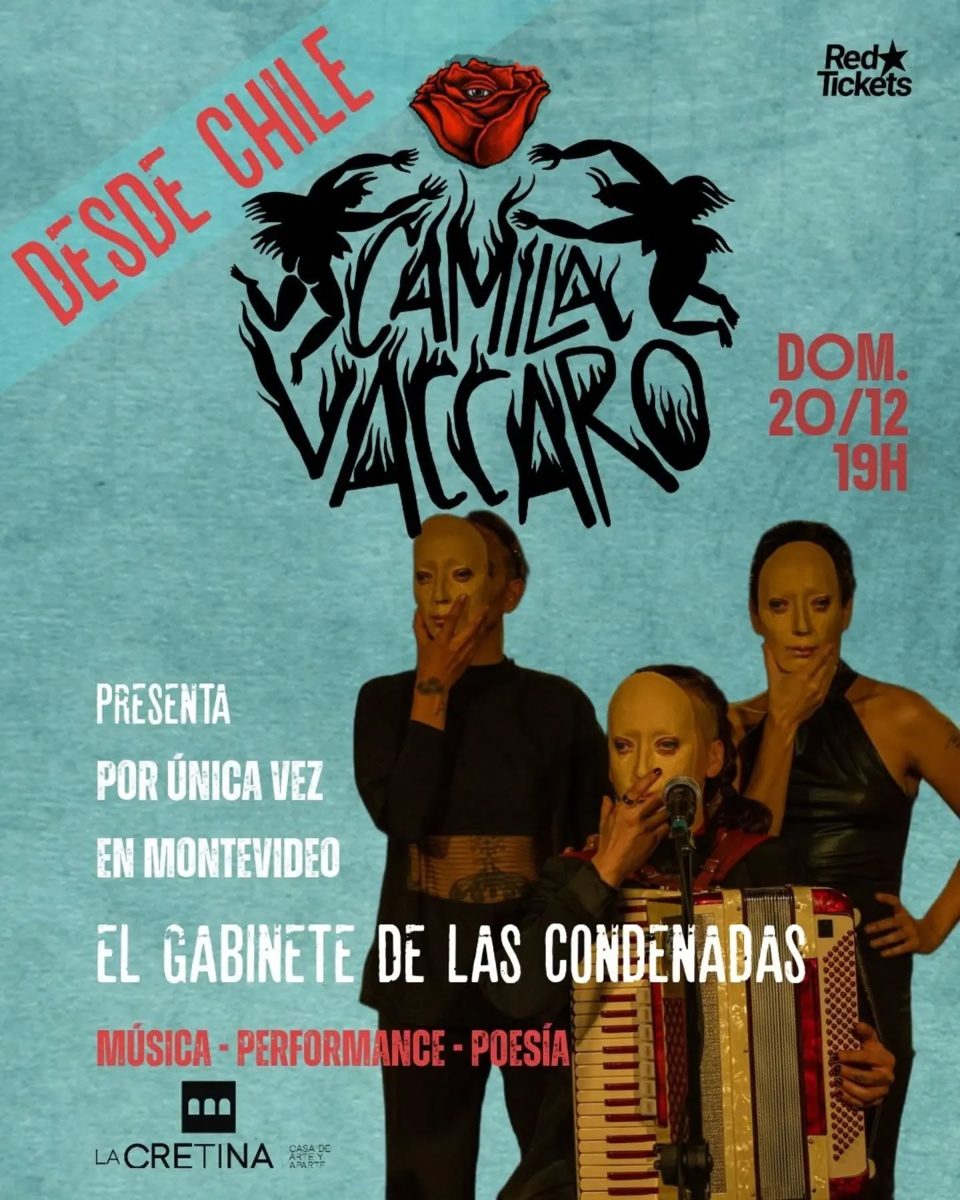 DESDE CHILE
Red★
Tickets
CAMILA
VACCARO
DOM.
20/12
19H
PRESENTA
POR ÚNICA VEZ
EN MONTEVIDEO
EL GABINETE DE LAS CONDENADAS
MÚSICA - PERFORMANCE - POESÍA
LA CRETINA
CASA DE
ARTE Y
APARTE